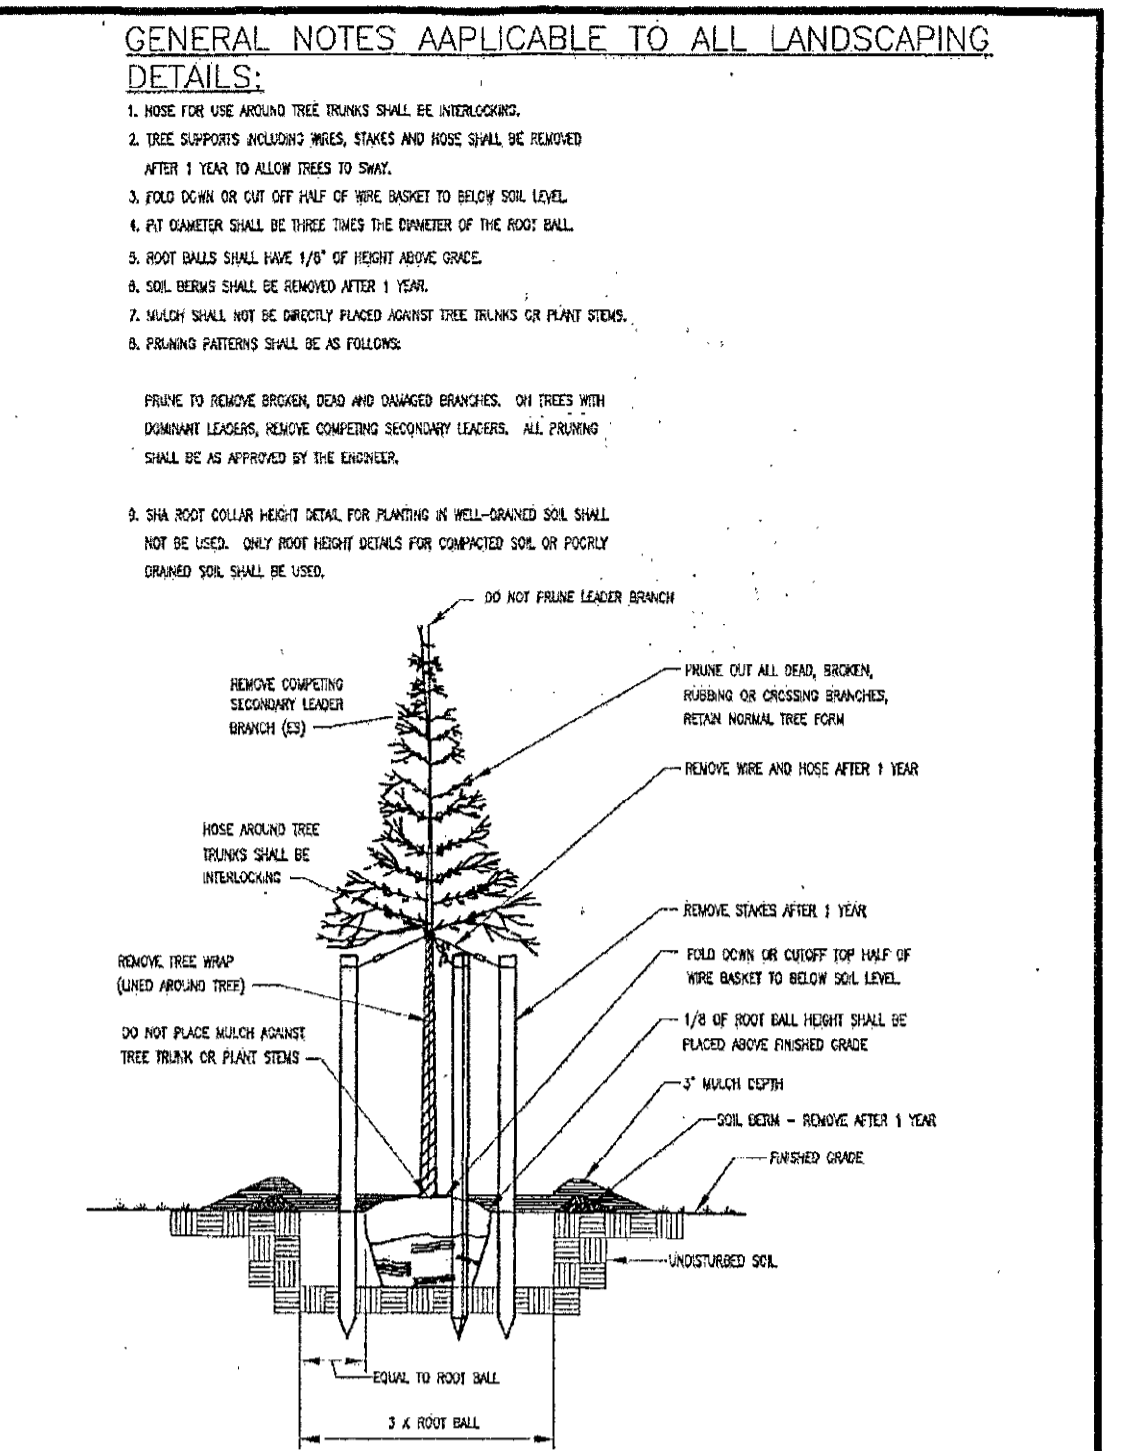 GENERAL NOTES AAPLICABLE TO ALL LANDSCAPING
DETAILS:
1. HOSE FOR USE AROUND TREE TRUNKS SHALL BE INTERLOCKING.
2. TREE SUPPORTS INCLUDING WIRES, STAKES AND HOSE SHALL BE REMOVED
AFTER 1 YEAR TO ALLOW TREES TO SWAY.
3. FOLD DOWN OR CUT OFF HALF OF WIRE BASKET TO BELOW SOIL LEVEL.
4. PIT DIAMETER SHALL BE THREE TIMES THE DIAMETER OF THE ROOT BALL.
5. ROOT BALLS SHALL HAVE 1/8" OF HEIGHT ABOVE GRADE.
6. SOIL BERMS SHALL BE REMOVED AFTER 1 YEAR.
7. MULCH SHALL NOT BE DIRECTLY PLACED AGAINST TREE TRUNKS OR PLANT STEMS.
8. PRUNING PATTERNS SHALL BE AS FOLLOWS:
PRUNE TO REMOVE BROKEN, DEAD AND DAMAGED BRANCHES. ON TREES WITH
DOMINANT LEADERS, REMOVE COMPETING SECONDARY LEADERS. ALL PRUNING
SHALL BE AS APPROVED BY THE ENGINEER.
9. SHA ROOT COLLAR HEIGHT DETAIL FOR PLANTING IN WELL-DRAINED SOIL SHALL
NOT BE USED. ONLY ROOT HEIGHT DETAILS FOR COMPACTED SOIL OR POORLY
DRAINED SOIL SHALL BE USED.
DO NOT PRUNE LEADER BRANCH
REMOVE COMPETING
SECONDARY LEADER
BRANCH (ES)
PRUNE OUT ALL DEAD, BROKEN,
RUBBING OR CROSSING BRANCHES,
RETAIN NORMAL TREE FORM
REMOVE WIRE AND HOSE AFTER 1 YEAR
HOSE AROUND TREE
TRUNKS SHALL BE
INTERLOCKING
REMOVE STAKES AFTER 1 YEAR
REMOVE TREE WRAP
(LINED AROUND TREE)
FOLD DOWN OR CUTOFF TOP HALF OF
WIRE BASKET TO BELOW SOIL LEVEL
DO NOT PLACE MULCH AGAINST
TREE TRUNK OR PLANT STEMS
1/8 OF ROOT BALL HEIGHT SHALL BE
PLACED ABOVE FINISHED GRADE
3" MULCH DEPTH
SOIL BERM - REMOVE AFTER 1 YEAR
FINISHED GRADE
UNDISTURBED SOIL
EQUAL TO ROOT BALL
3 X ROOT BALL